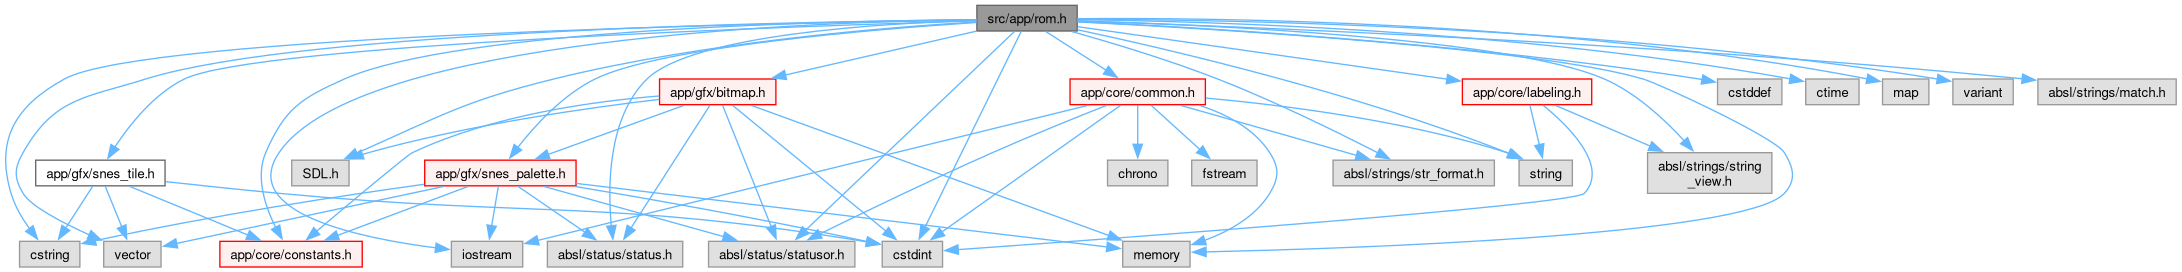 src/app/rom.h
app/gfx/bitmap.h
app/core/common.h
app/core/labeling.h
cstddef
ctime
map
variant
absl/strings/match.h
app/gfx/snes_tile.h
SDL.h
app/gfx/snes_palette.h
chrono
fstream
absl/strings/str_format.h
string
absl/strings/string
_view.h
cstring
vector
app/core/constants.h
iostream
absl/status/status.h
absl/status/statusor.h
cstdint
memory